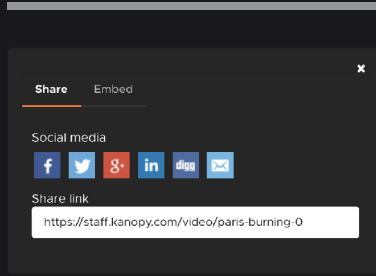 ×
Share Embed
Social media
f g+ in digg
Share link
https://staff.kanopy.com/video/paris-burning-0